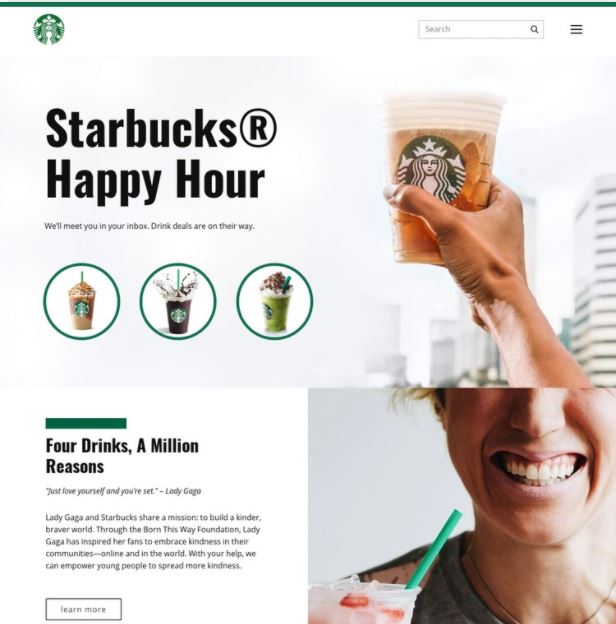 Search
Starbucks®
Happy Hour
We'll meet you in your inbox. Drink deals are on their way.
Four Drinks, A Million
Reasons
"Just love yourself and you're set." – Lady Gaga
Lady Gaga and Starbucks share a mission: to build a kinder,
braver world. Through the Born This Way Foundation, Lady
Gaga has inspired her fans to embrace kindness in their
communities—online and in the world. With your help, we
can empower young people to spread more kindness.
learn more